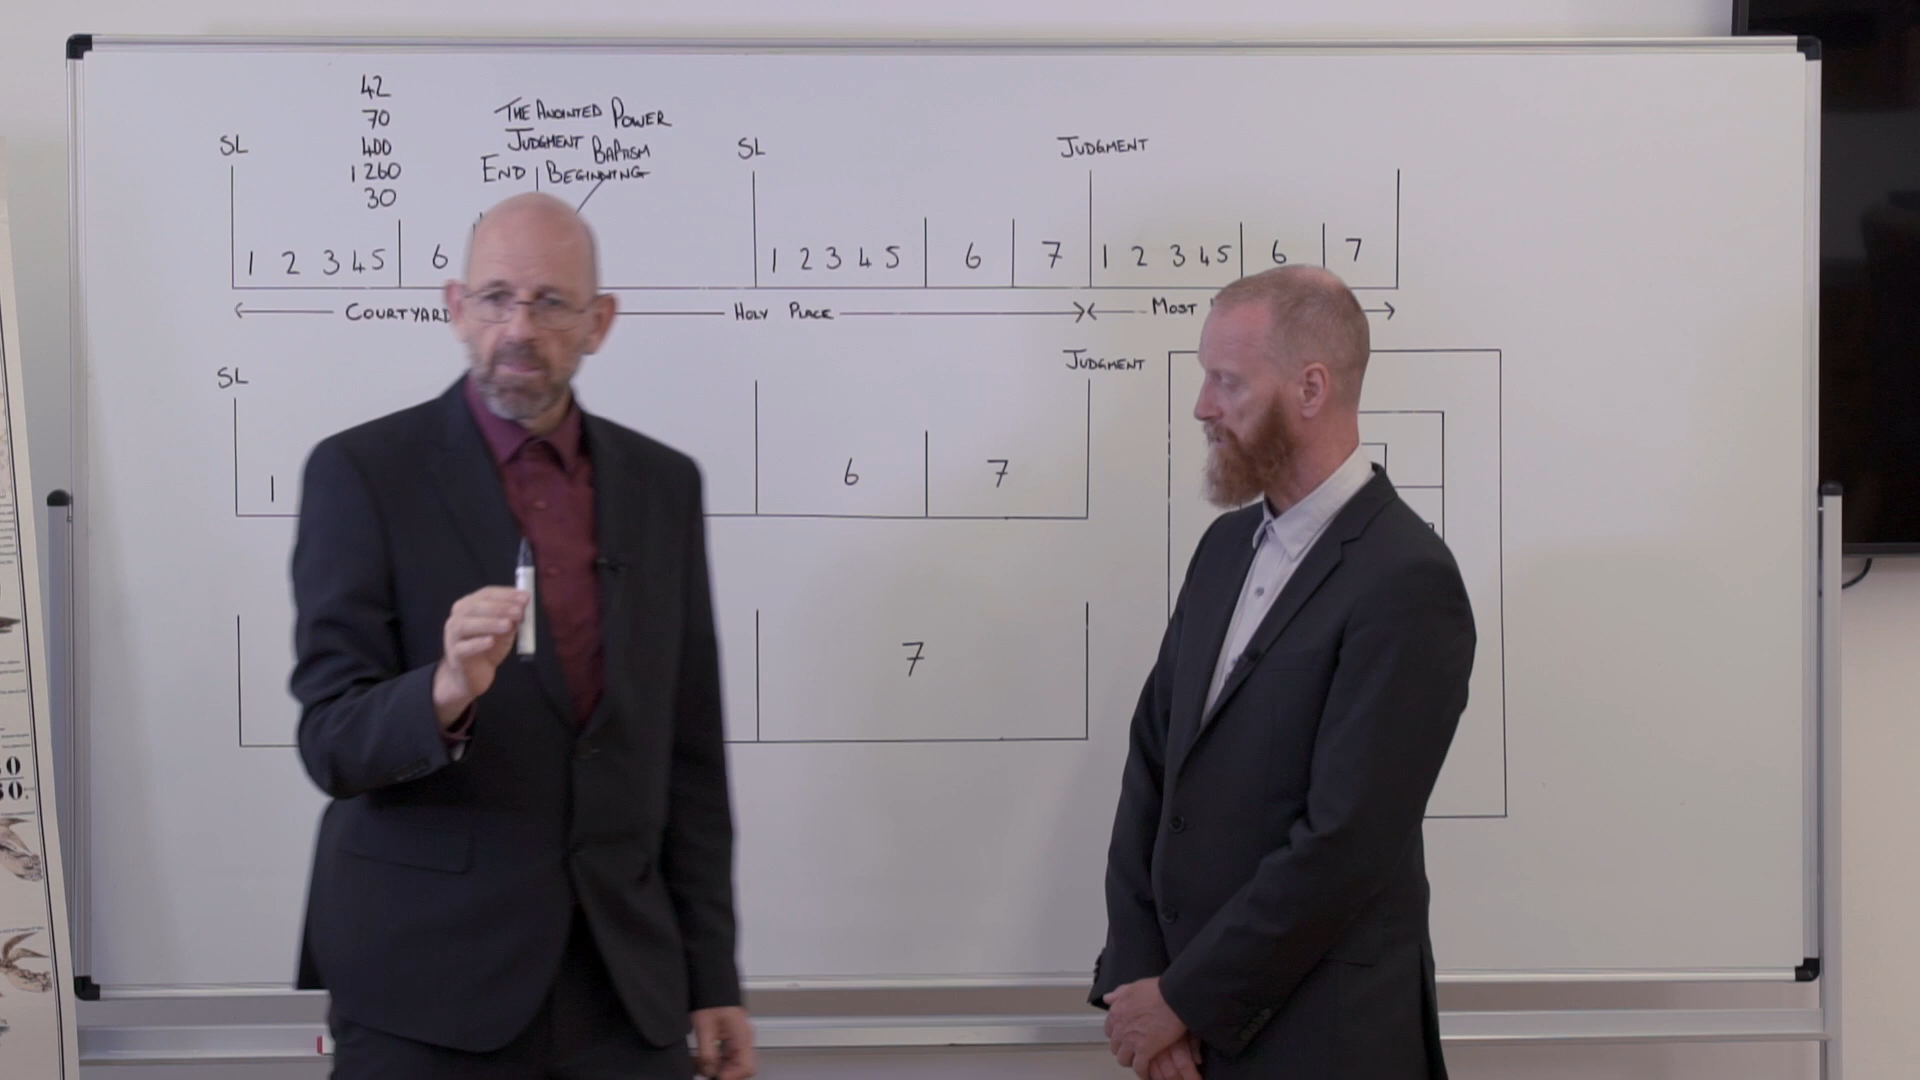 42
70
400
1260
30
THE ANOINTED POWER
JUDGMENT BAPTISM
END | BEGINNING
SL
SL
JUDGMENT
1 2 3 4 5 6
1 2 3 4 5 6 7
1 2 3 4 5 6 7
COURTYARD
HOLY PLACE
MOST
SL
JUDGMENT
1 6 7
7